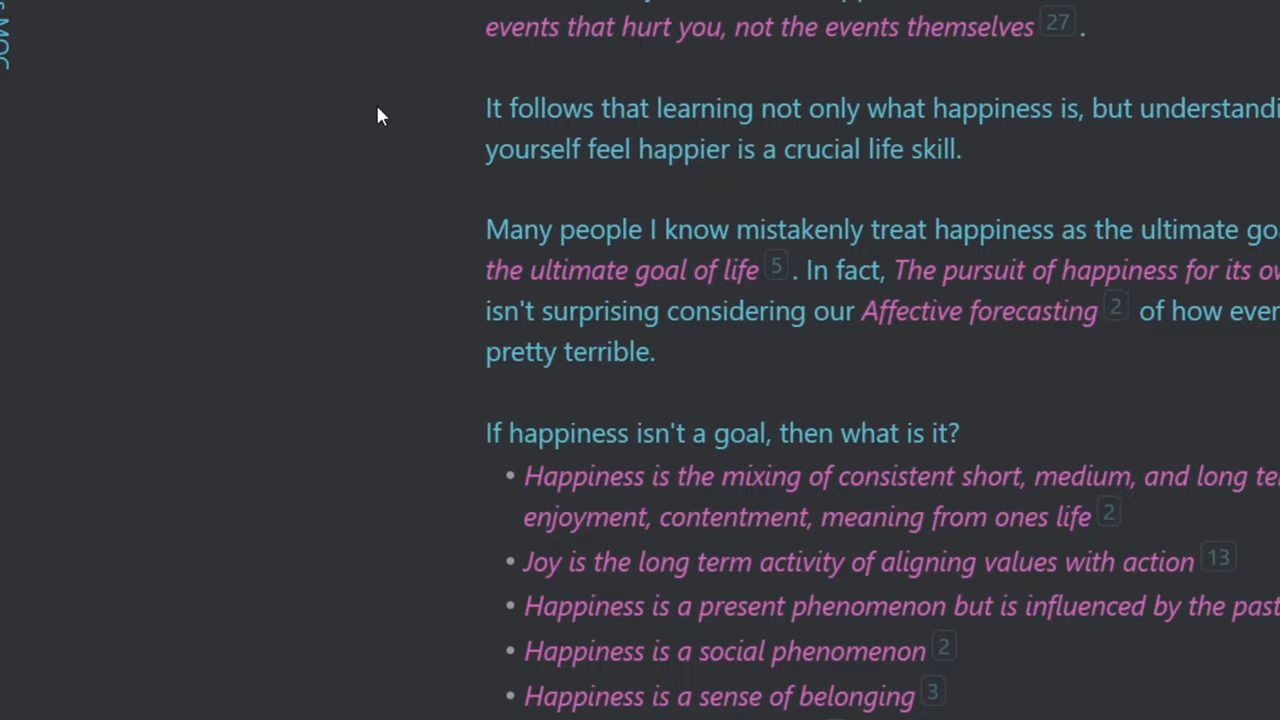 s MOC
events that hurt you, not the events themselves 27 .
It follows that learning not only what happiness is, but
yourself feel happier is a crucial life skill.
Many people I know mistakenly treat happiness as the ultimate
the ultimate goal of life 5 . In fact, The pursuit of happiness for its
isn't surprising considering our Affective forecasting 2 of how
pretty terrible.
If happiness isn't a goal, then what is it?
• Happiness is the mixing of consistent short, medium, and long
enjoyment, contentment, meaning from ones life 2
• Joy is the long term activity of aligning values with action 13
• Happiness is a present phenomenon but is influenced by the past
• Happiness is a social phenomenon 2
• Happiness is a sense of belonging 3